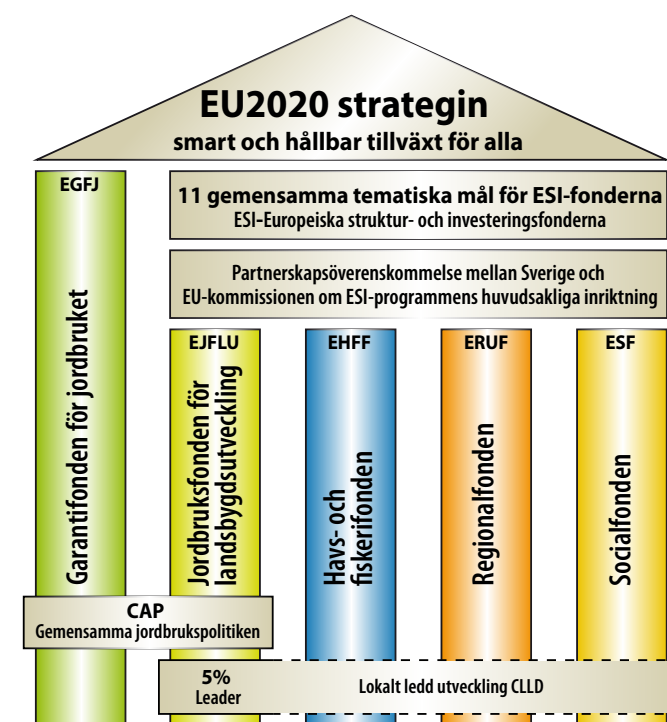 EU2020 strategin
smart och hållbar tillväxt för alla
EGFJ
Garantifonden för jordbruket
11 gemensamma tematiska mål för ESI-fonderna
ESI-Europeiska struktur- och investeringsfonderna
Partnerskapsöverenskommelse mellan Sverige och
EU-kommissionen om ESI-programmens huvudsakliga inriktning
EJFLU
Jordbruksfonden för
landsbygdsutveckling
EHFF
Havs- och
fiskerifonden
ERUF
Regionalfonden
ESF
Socialfonden
CAP
Gemensamma jordbrukspolitiken
5%
Leader
Lokalt ledd utveckling CLLD